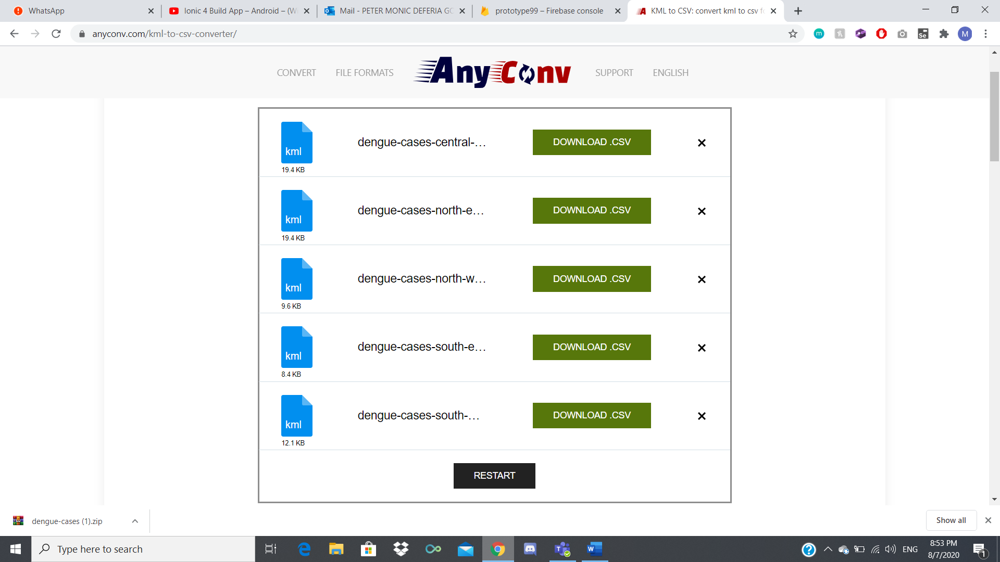 WhatsApp
Ionic 4 Build App – Android – (Wi
Mail - PETER MONIC DEFERIA GO
prototype99 – Firebase console
KML to CSV: convert kml to csv f
anyconv.com/kml-to-csv-converter/
m
h
Se
M
CONVERT
FILE FORMATS
AnyConv
SUPPORT
ENGLISH
kml
19.4 KB
dengue-cases-central-...
DOWNLOAD .CSV
kml
19.4 KB
dengue-cases-north-e...
DOWNLOAD .CSV
kml
9.6 KB
dengue-cases-north-w...
DOWNLOAD .CSV
kml
8.4 KB
dengue-cases-south-e...
DOWNLOAD .CSV
kml
12.1 KB
dengue-cases-south-...
DOWNLOAD .CSV
RESTART
dengue-cases (1).zip
Show all
Type here to search
ENG
8:53 PM
8/7/2020
1